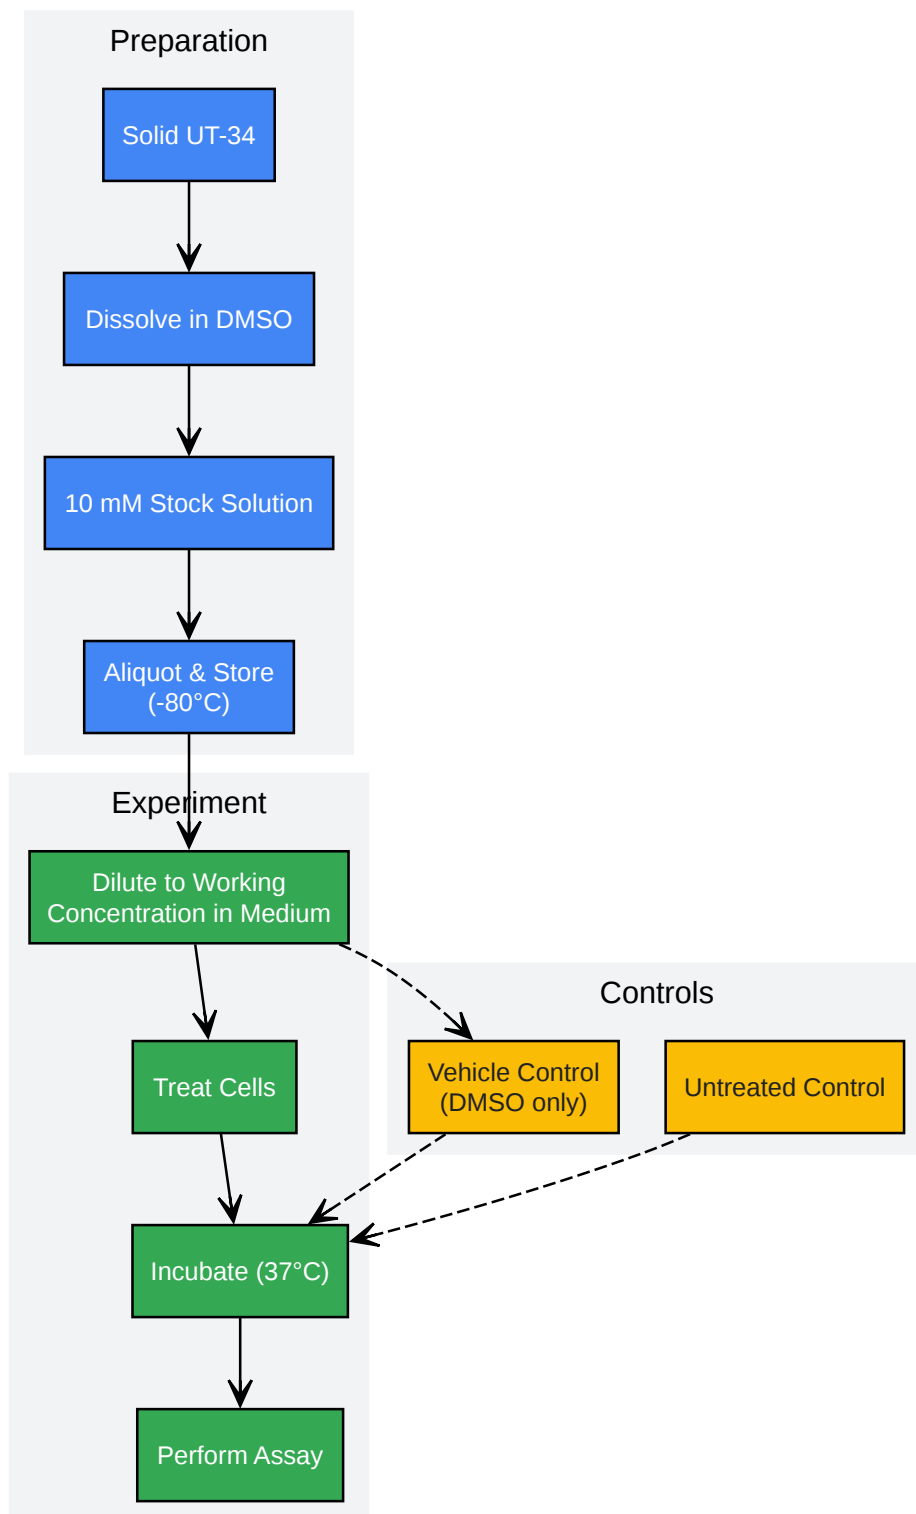 Preparation
Solid UT-34
Dissolve in DMSO
10 mM Stock Solution
Aliquot & Store
(-80°C)
Experiment
Dilute to Working
Concentration in Medium
Controls
Treat Cells
Vehicle Control
(DMSO only)
Untreated Control
Incubate (37°C)
Perform Assay